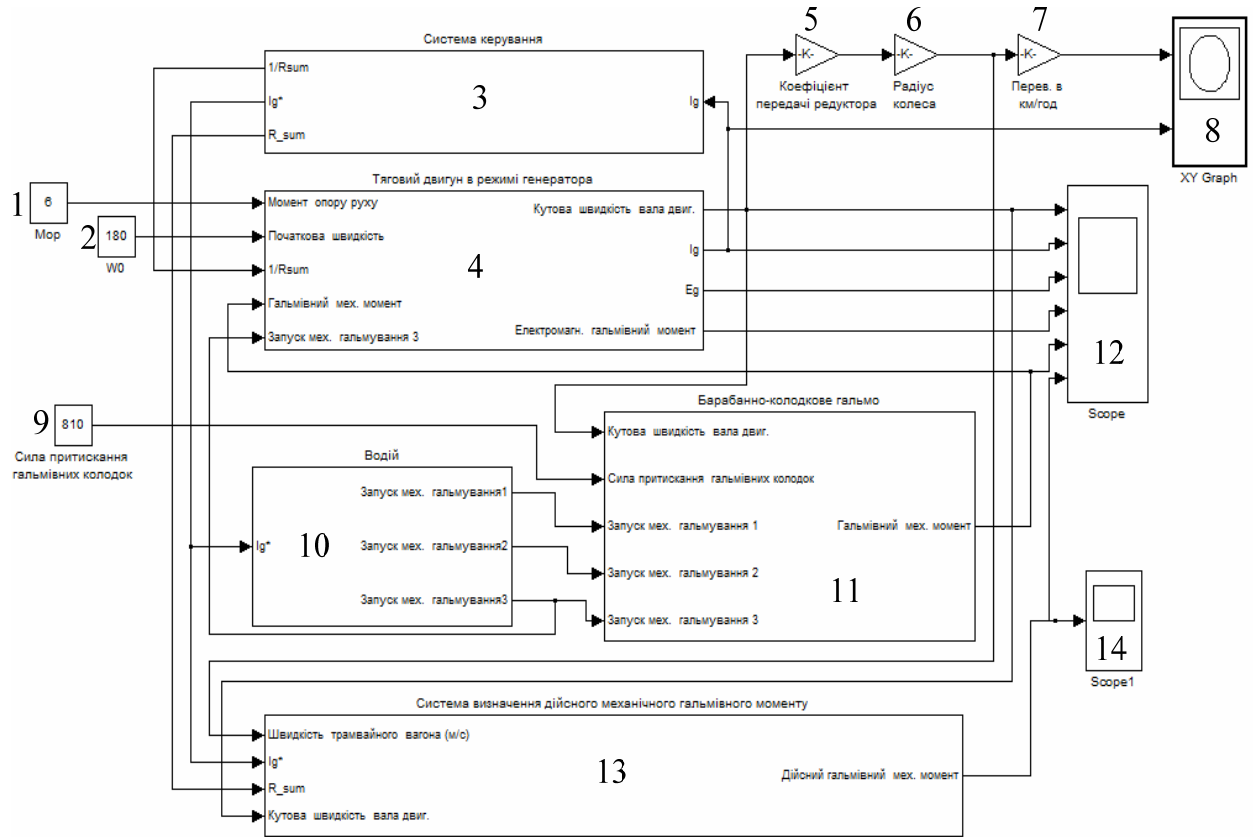 5
6
7
-K-
-K-
-K-
Коефіцієнт
передачі редуктора
Радіус
колеса
Перев. в
км/год
8
XY Graph
Система керування
1/Rsum
Ig*
R_sum
3
Ig
1
6
Мор
2
180
W0
Тяговий двигун в режимі генератора
Момент опору руху
Початкова швидкість
1/Rsum
Гальмівний мех. момент
Запуск мех. гальмування 3
4
Кутова швидкість вала двиг.
Ig
Eg
Електромагн. гальмівний момент
12
Scope
9
810
Сила притискання
гальмівних колодок
Водій
Ig*
10
Запуск мех. гальмування1
Запуск мех. гальмування2
Запуск мех. гальмування3
Барабанно-колодкове гальмо
Кутова швидкість вала двиг.
Сила притискання гальмівних колодок
Запуск мех. гальмування 1
Запуск мех. гальмування 2
Запуск мех. гальмування 3
Гальмівний мех. момент
11
14
Scope1
Система визначення дійсного механічного гальмівного моменту
Швидкість трамвайного вагона (м/с)
Ig*
R_sum
Кутова швидкість вала двиг.
13
Дійсний гальмівний мех. момент